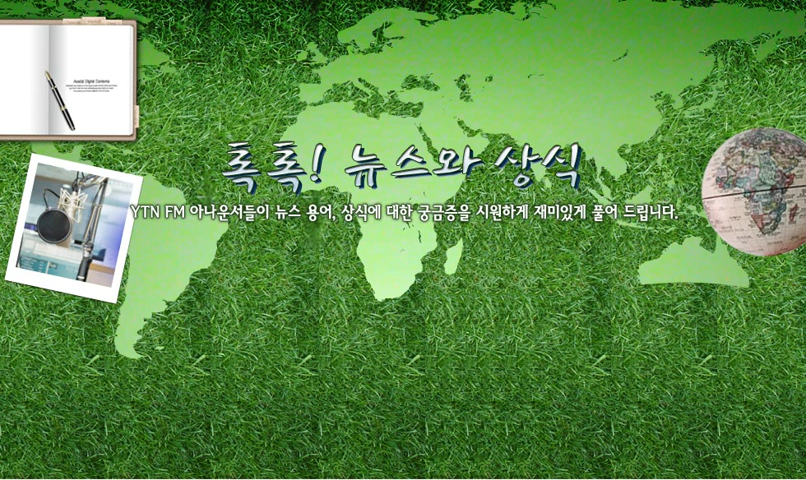 톡톡! 뉴스와 상식
YTN FM 아나운서들이 뉴스 용어, 상식에 대한 궁금증을 시원하게 재미있게 풀어 드립니다.